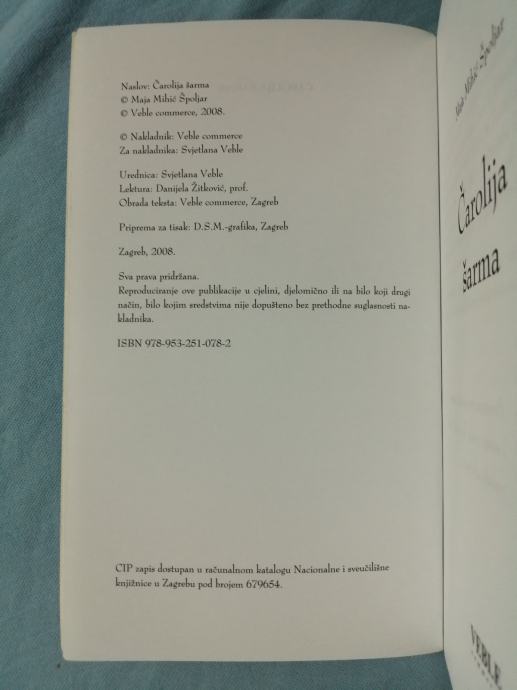 Naslov: Čarolija šarma
© Maja Mihić Špoljar
© Veble commerce, 2008.
© Nakladnik: Veble commerce
Za nakladnika: Svjetlana Veble
Urednica: Svjetlana Veble
Lektura: Danijela Žitković, prof.
Obrada teksta: Veble commerce, Zagreb
Priprema za tisak: D.S.M.-grafika, Zagreb
Zagreb, 2008.
Sva prava pridržana.
Reproduciranje ove publikacije u cjelini, djelomično ili na bilo koji drugi
način, bilo kojim sredstvima nije dopušteno bez prethodne suglasnosti na-
kladnika.
ISBN 978-953-251-078-2
CIP zapis dostupan u računalnom katalogu Nacionalne i sveučilišne
knjižnice u Zagrebu pod brojem 679654.
Maja Mihić Špoljar
Čarolija
šarma
VEBLE